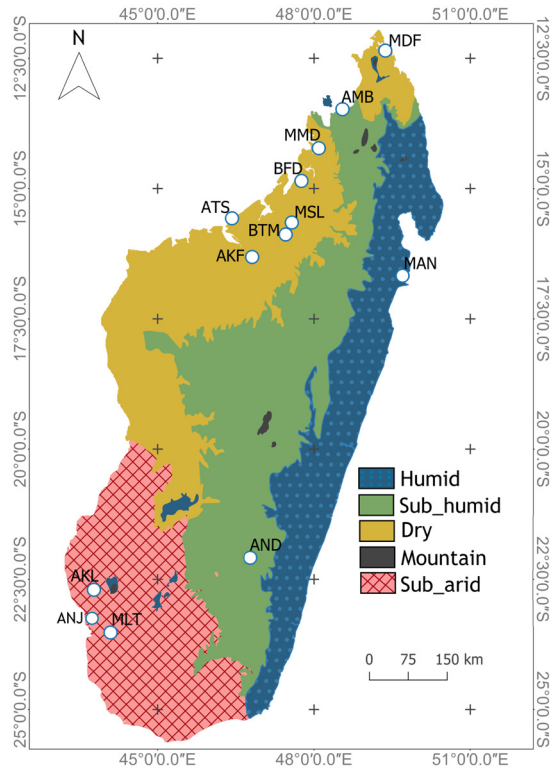 45°0'0.0"E 48°0'0.0"E 51°0'0.0"E
N
12°30'0.0"S
12°30'0.0"S
MDF
AMB
MMD
15°0'0.0"S
15°0'0.0"S
BFD
ATS
MSL
BTM
AKF
MAN
17°30'0.0"S
17°30'0.0"S
20°0'0.0"S
20°0'0.0"S
Humid
Sub_humid
Dry
Mountain
Sub_arid
AND
22°30'0.0"S
22°30'0.0"S
AKL
ANJ
MLT
0 75 150 km
25°0'0.0"S
25°0'0.0"S
45°0'0.0"E 48°0'0.0"E 51°0'0.0"E